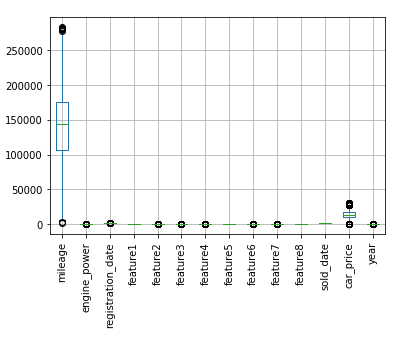 250000
200000
150000
100000
50000
0
mileage
engine_power
registration_date
feature1
feature2
feature3
feature4
feature5
feature6
feature7
feature8
sold_date
car_price
year